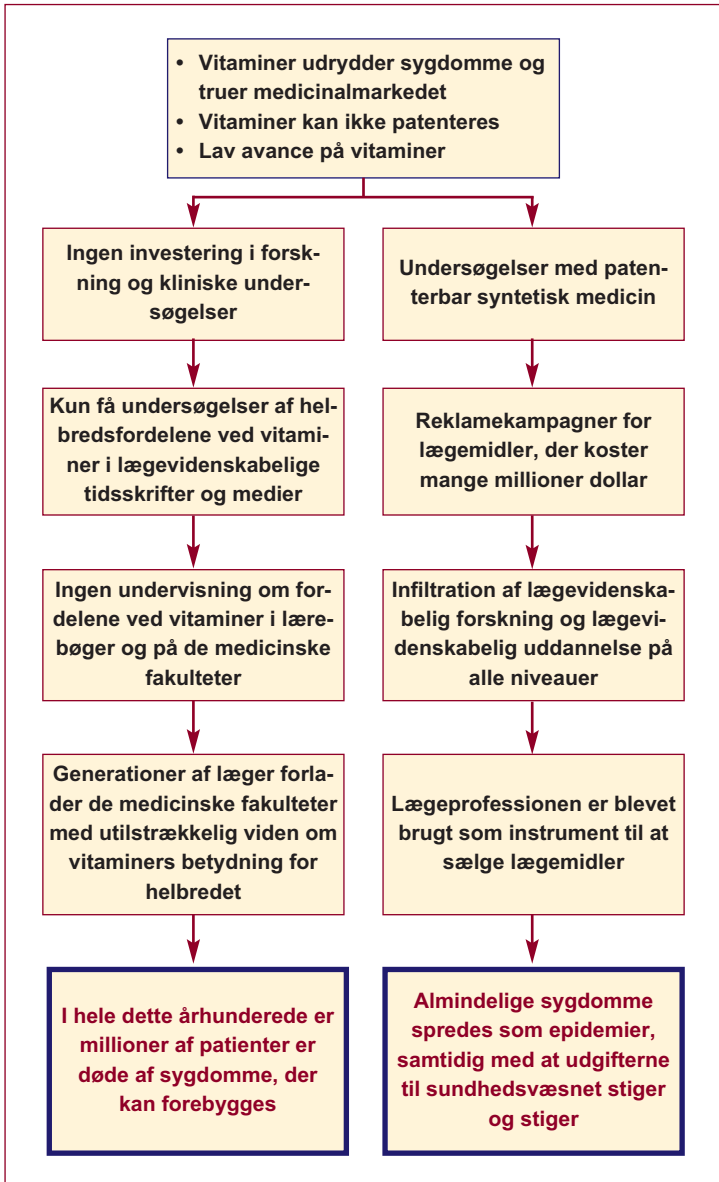 • Vitaminer udrydder sygdomme og
truer medicinalmarkedet
• Vitaminer kan ikke patenteres
• Lav avance på vitaminer
Ingen investering i forsk-
ning og kliniske under-
søgelser
Kun få undersøgelser af hel-
bredsfordelene ved vitami-
ner i lægevidenskabelige
tidsskrifter og medier
Ingen undervisning om for-
delene ved vitaminer i lære-
bøger og på de medicinske
fakulteter
Generationer af læger forla-
der de medicinske fakulteter
med utilstrækkelig viden om
vitaminers betydning for
helbredet
I hele dette århundrede er
millioner af patienter er
døde af sygdomme, der
kan forebygges
Undersøgelser med paten-
terbar syntetisk medicin
Reklamekampagner for
lægemidler, der koster
mange millioner dollar
Infiltration af lægevidenska-
belig forskning og lægevi-
denskabelig uddannelse på
alle niveauer
Lægeprofessionen er blevet
brugt som instrument til at
sælge lægemidler
Almindelige sygdomme
spredes som epidemier,
samtidig med at udgifterne
til sundhedsvæsnet stiger
og stiger